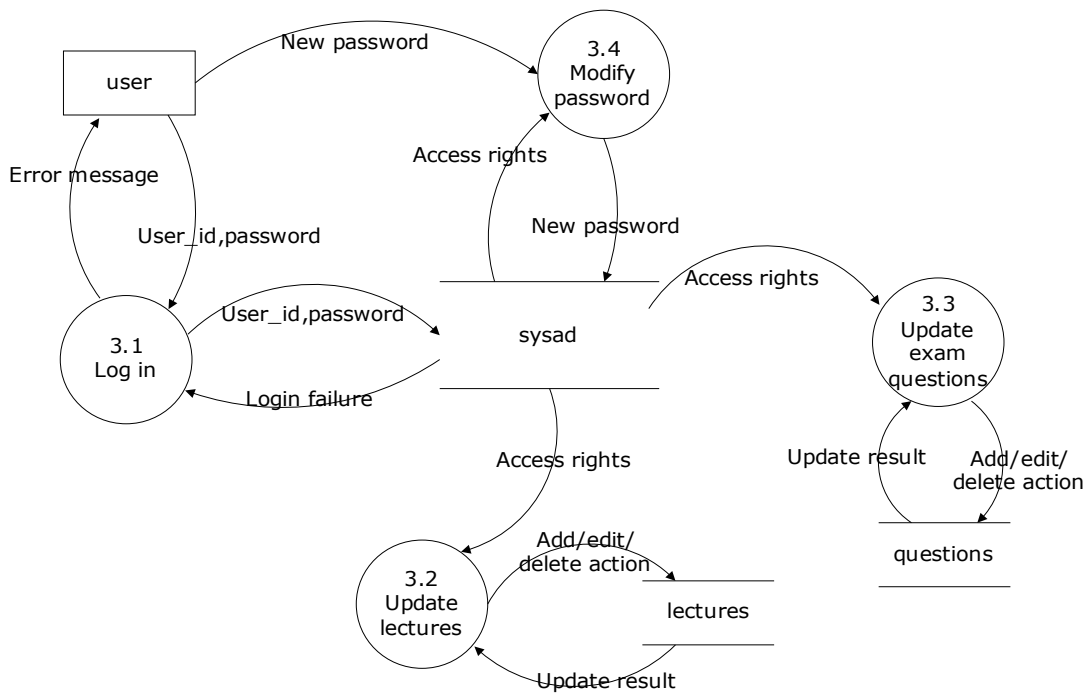 New password
3.4
Modify
password
user
Access rights
Error message
New password
User_id,password
Access rights
User_id,password
3.3
Update
exam
questions
sysad
3.1
Log in
Login failure
Access rights
Update result
Add/edit/
delete action
questions
Add/edit/
delete action
3.2
Update
lectures
lectures
Update result